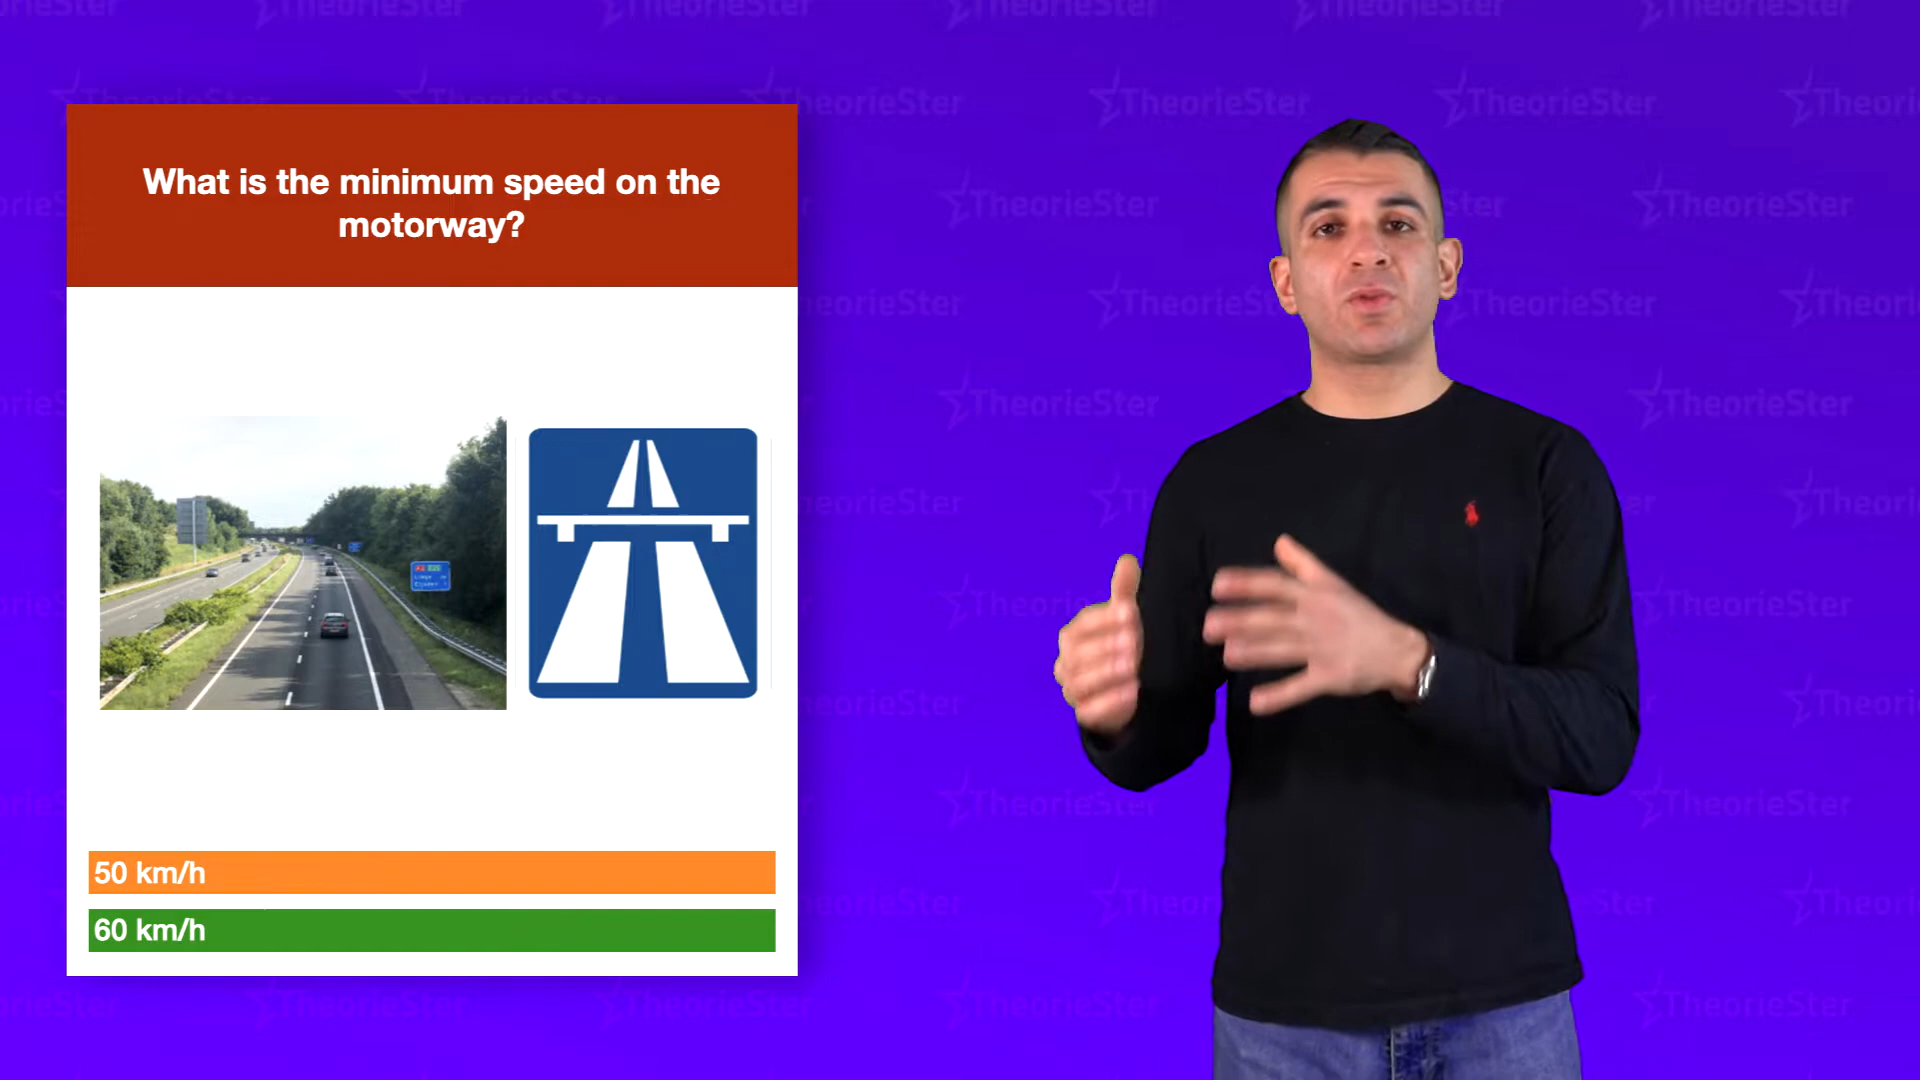 What is the minimum speed on the
motorway?
50 km/h
60 km/h
TheorieSter